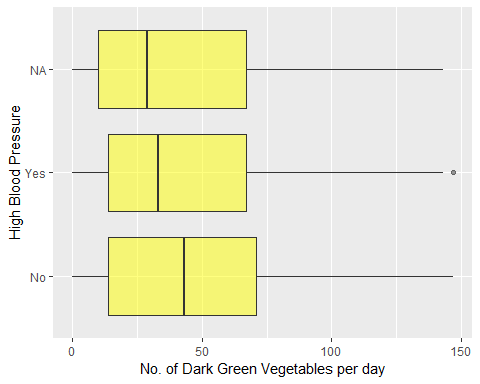 High Blood Pressure
NA
Yes
No
0 50 100 150
No. of Dark Green Vegetables per day